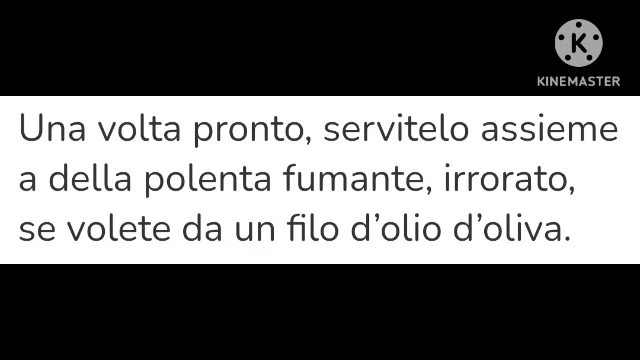 K
KINEMASTER
Una volta pronto, servitelo assieme
a della polenta fumante, irrorato,
se volete da un filo d’olio d’oliva.